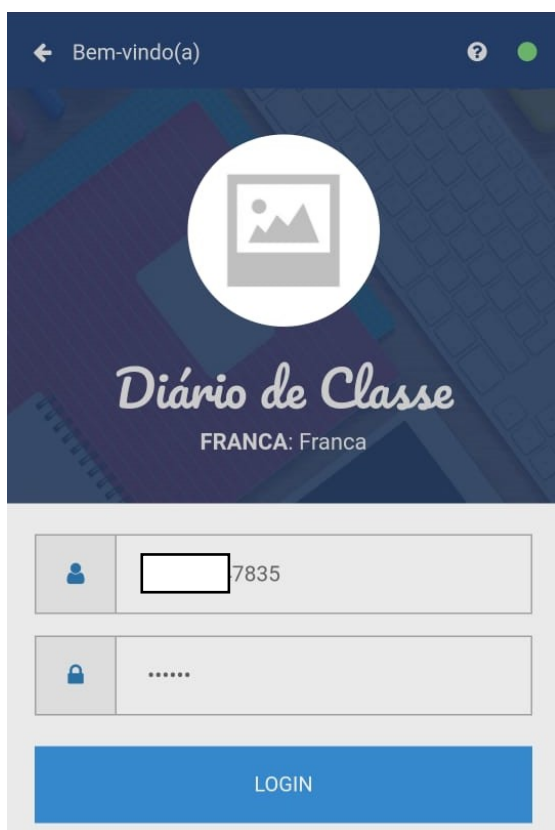 Bem-vindo(a)
Diário de Classe
FRANCA: Franca
7835
LOGIN